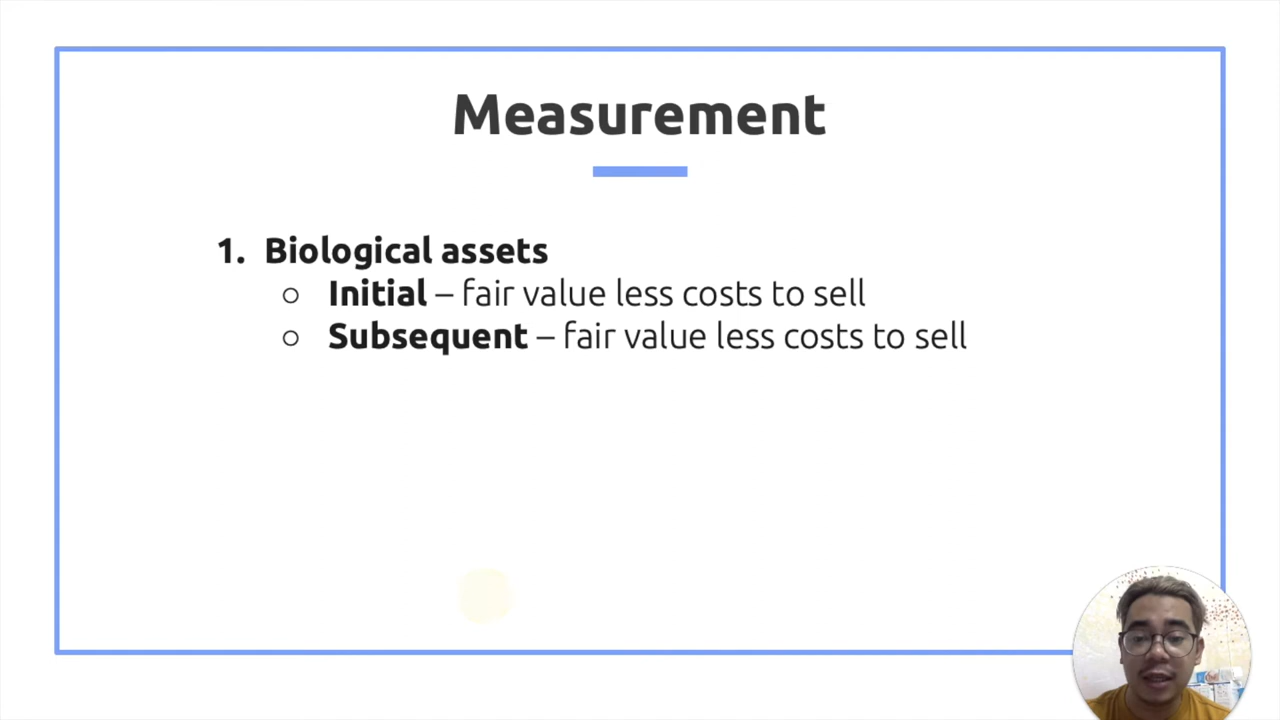 Measurement
1. Biological assets
○ Initial – fair value less costs to sell
○ Subsequent – fair value less costs to sell